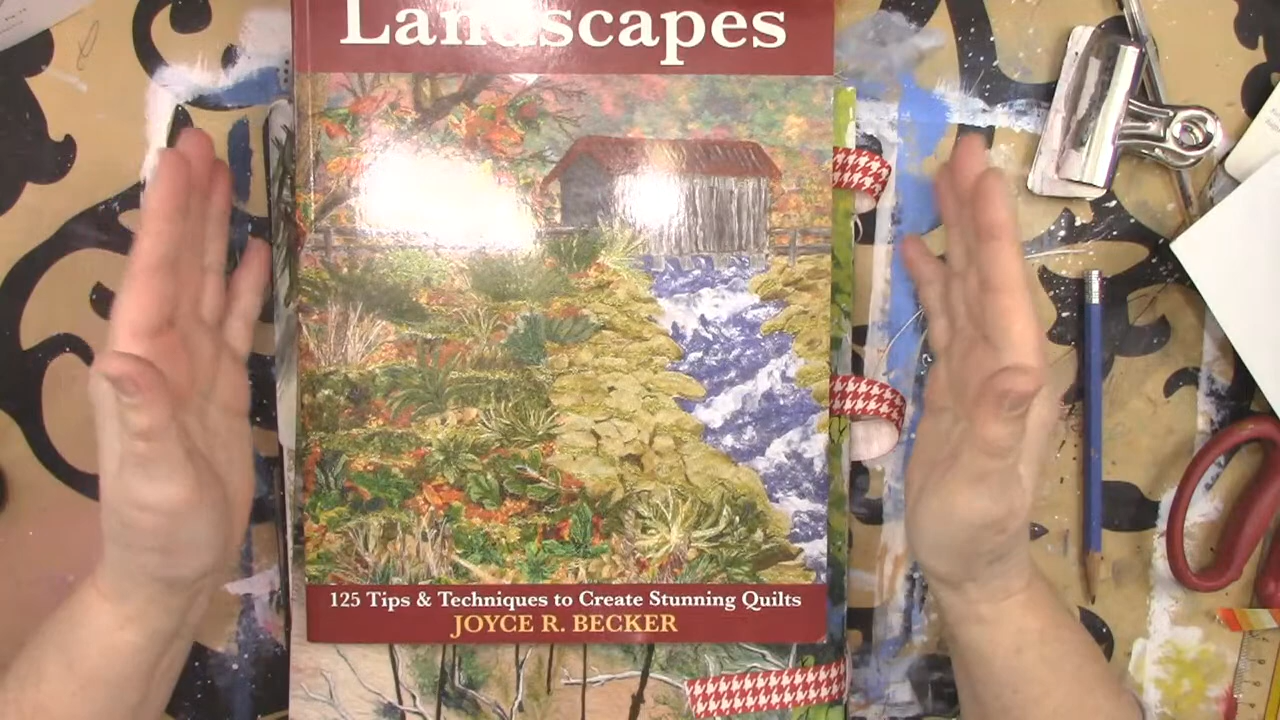 Landscapes
125 Tips & Techniques to Create Stunning Quilts
JOYCE R. BECKER